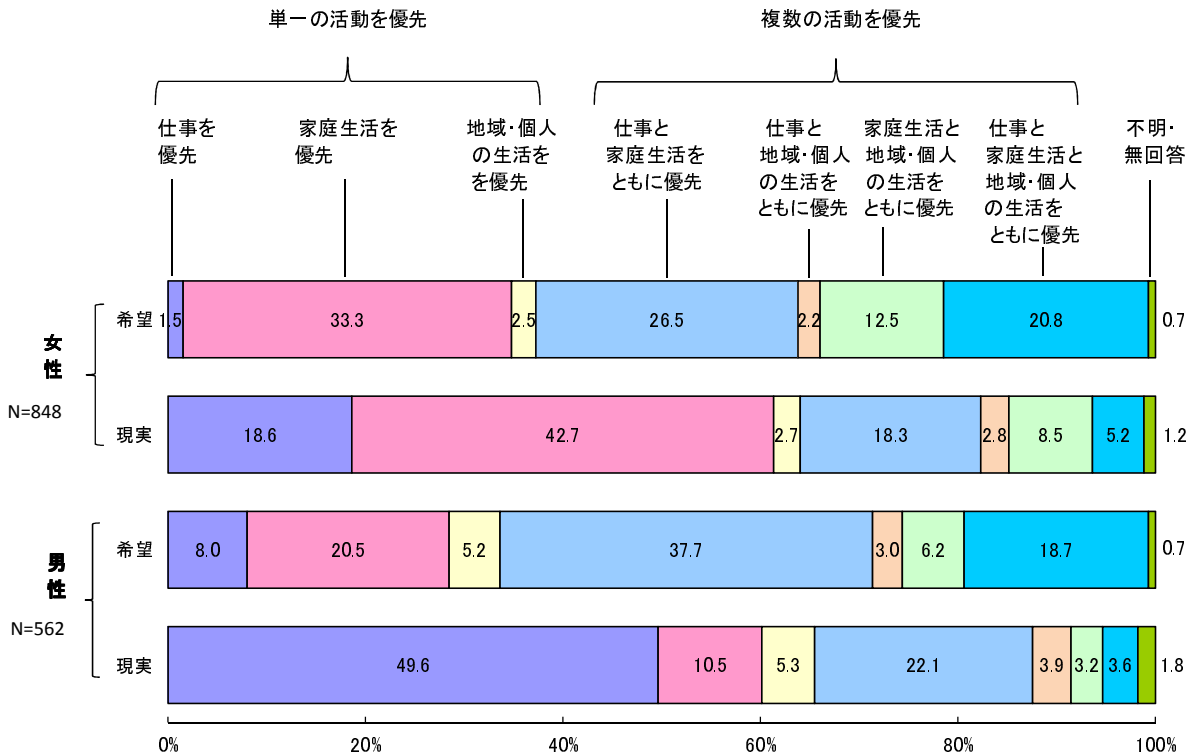 単一の活動を優先
複数の活動を優先
仕事を
優先
家庭生活を
優先
地域・個人
の生活を
を優先
仕事と
家庭生活を
ともに優先
仕事と
地域・個人
の生活を
ともに優先
家庭生活と
地域・個人
の生活を
ともに優先
仕事と
家庭生活と
地域・個人
の生活を
ともに優先
不明・
無回答
女性
N=848
希望
1.5
33.3
2.5
26.5
2.2
12.5
20.8
0.7
現実
18.6
42.7
2.7
18.3
2.8
8.5
5.2
1.2
男性
N=562
希望
8.0
20.5
5.2
37.7
3.0
6.2
18.7
0.7
現実
49.6
10.5
5.3
22.1
3.9
3.2
3.6
1.8
0%
20%
40%
60%
80%
100%